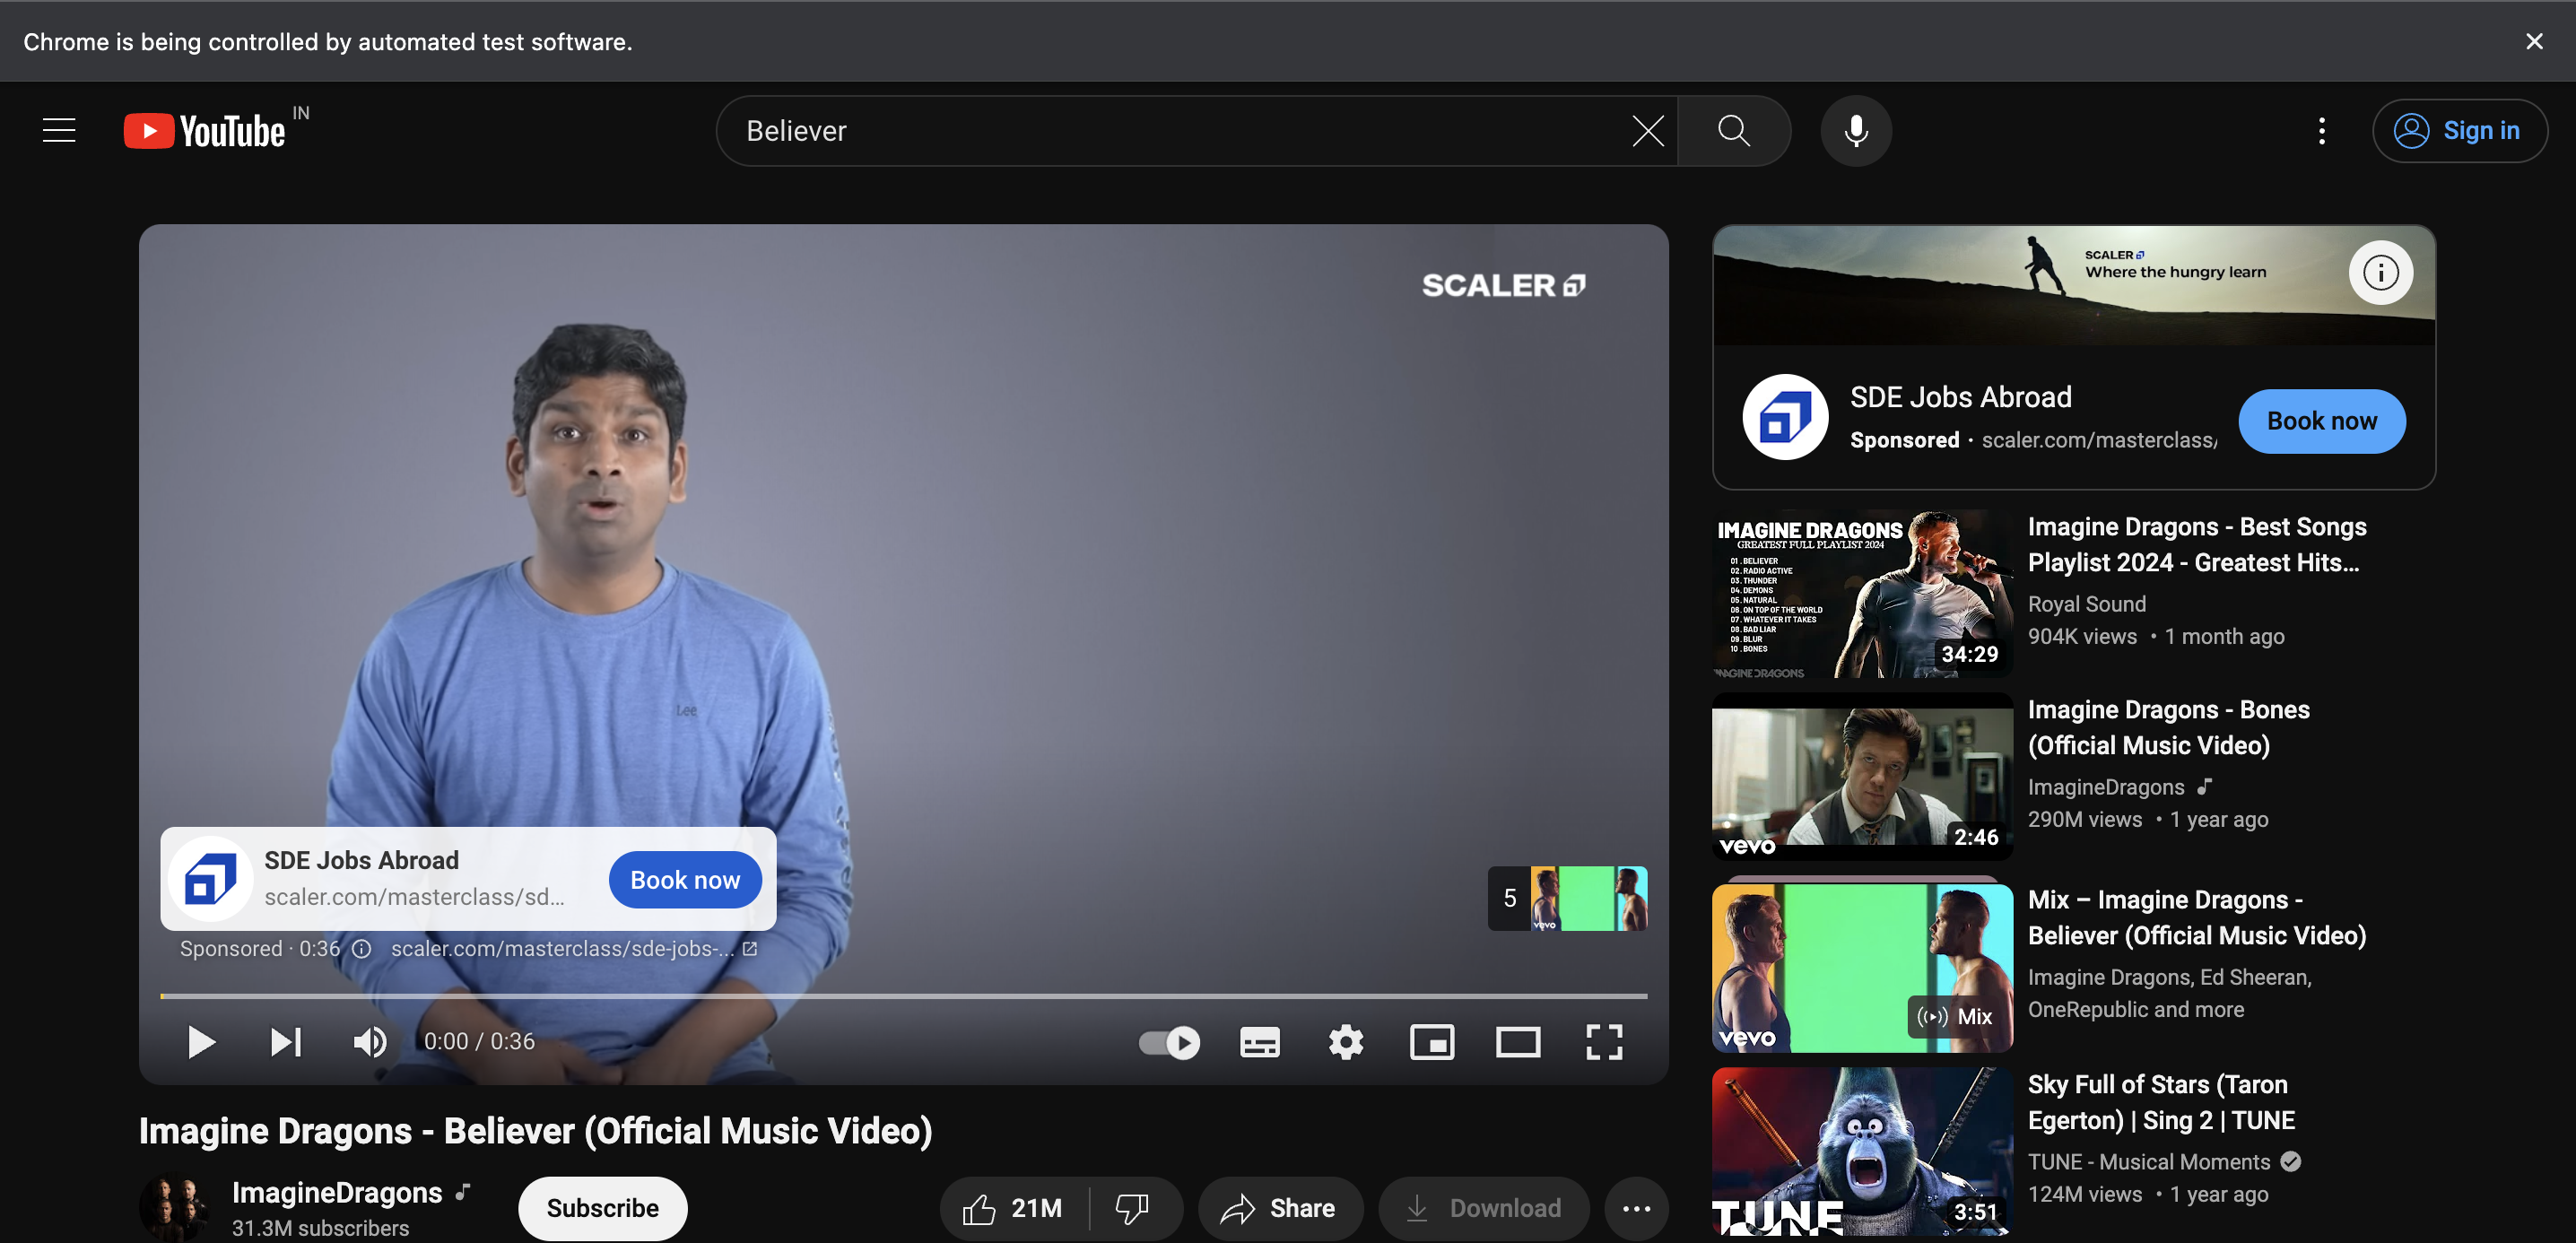 Chrome is being controlled by automated test software.
YouTube IN
Believer
Sign in
SCALER
SDE Jobs Abroad
scaler.com/masterclass/sd...
Book now
Sponsored · 0:36
scaler.com/masterclass/sde-jobs-...
Lee
5
vevo
0:00 / 0:36
Imagine Dragons - Believer (Official Music Video)
ImagineDragons
31.3M subscribers
Subscribe
21M
Share
Download
SCALER
Where the hungry learn
SDE Jobs Abroad
Sponsored · scaler.com/masterclass/
Book now
IMAGINE DRAGONS
GREATEST FULL PLAYLIST 2024
01 . BELIEVER
02. RADIO ACTIVE
03. THUNDER
04. DEMONS
05. NATURAL
06. ON TOP OF THE WORLD
07. WHATEVER IT TAKES
08. BAD LIAR
09. BLUR
10 . BONES
IMAGINE DRAGONS
34:29
Imagine Dragons - Best Songs
Playlist 2024 - Greatest Hits...
Royal Sound
904K views • 1 month ago
vevo
2:46
Imagine Dragons - Bones
(Official Music Video)
ImagineDragons
290M views • 1 year ago
vevo
Mix
Mix – Imagine Dragons -
Believer (Official Music Video)
Imagine Dragons, Ed Sheeran,
OneRepublic and more
TUNE
3:51
Sky Full of Stars (Taron
Egerton) | Sing 2 | TUNE
TUNE - Musical Moments
124M views • 1 year ago